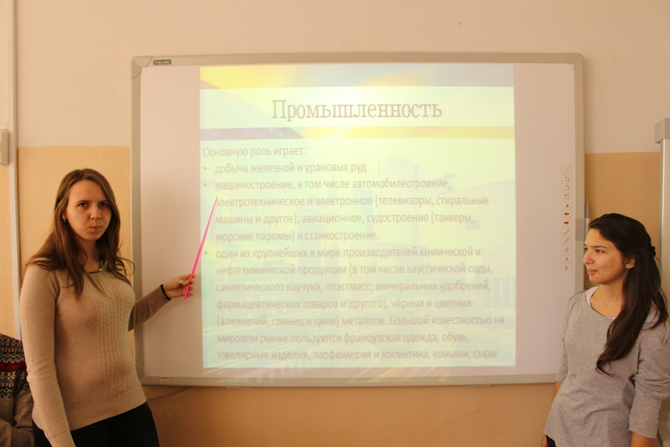 Промышленность
Основную роль играет:
• добыча железной и урановых руд
• машиностроение, в том числе автомобилестроение,
электротехническое и электронное (телевизоры, стиральные
машины и другое), авиационное, судостроение (танкеры,
морские паромы) и станкостроение.
• один из крупнейших в мире производителей химической и
нефтехимической продукции (в том числе каустической соды,
синтетического каучука, пластмасс, минеральных удобрений,
фармацевтических товаров и другого), черных и цветных
(алюминий, свинец и цинк) металлов. Большой известностью на
мировом рынке пользуются французская одежда, обувь,
ювелирные изделия, парфюмерия и косметика, коньяки, сыры